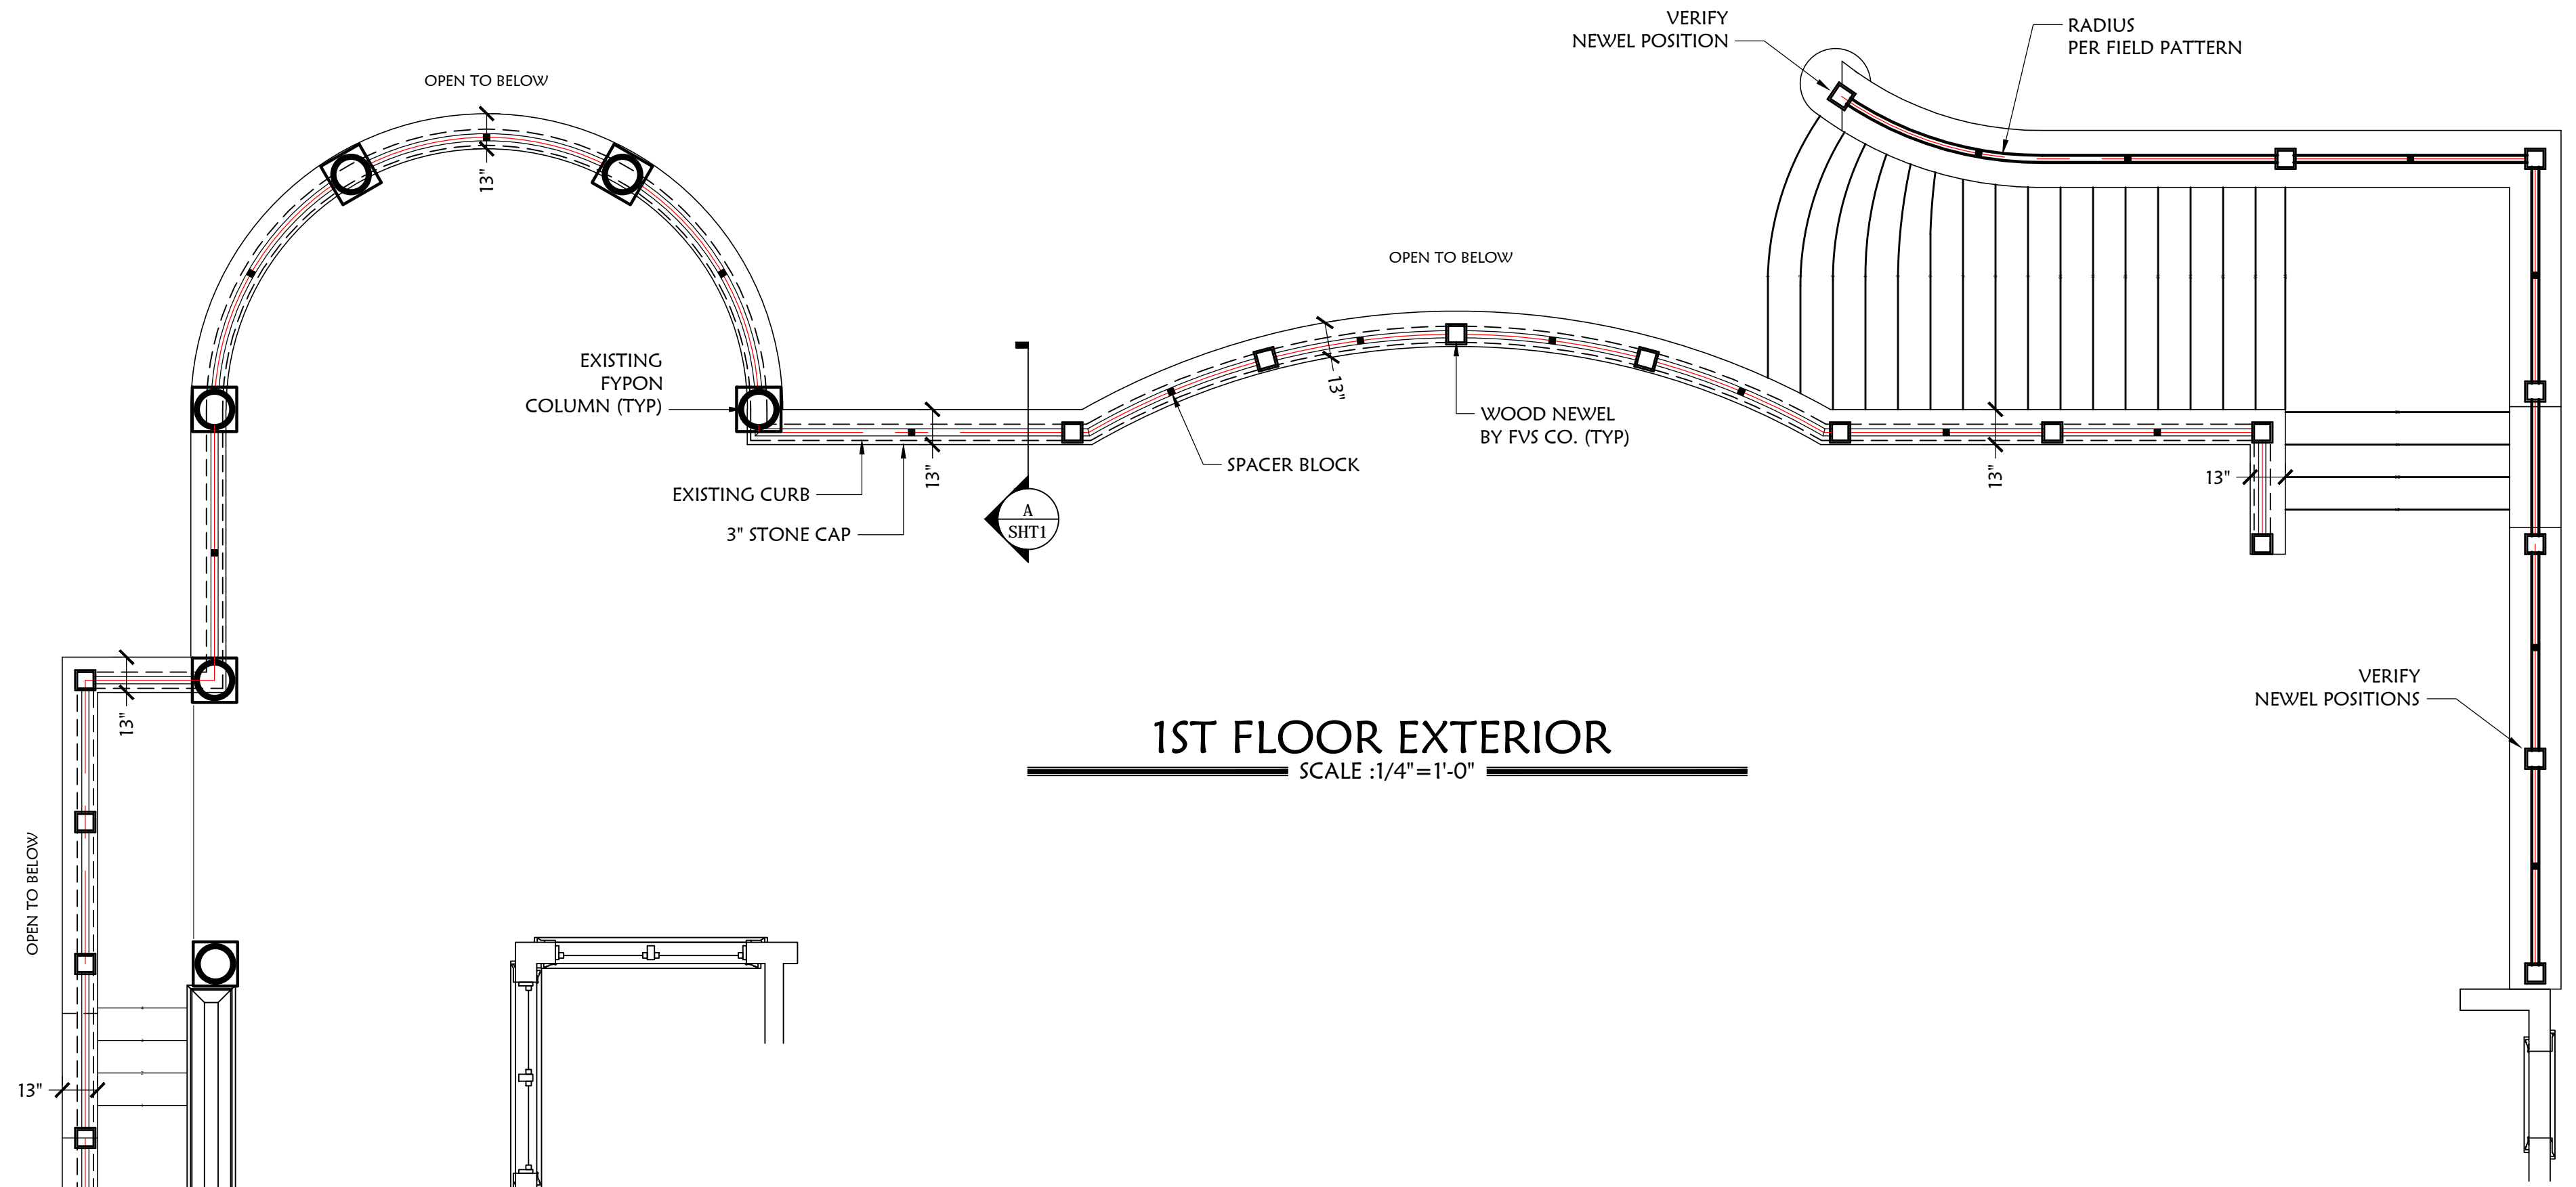 VERIFY
NEWEL POSITION
RADIUS
PER FIELD PATTERN
OPEN TO BELOW
13"
OPEN TO BELOW
EXISTING
FYPON
COLUMN (TYP)
13"
WOOD NEWEL
BY FVS CO. (TYP)
SPACER BLOCK
EXISTING CURB
13"
3" STONE CAP
A
SHT1
13"
13"
13"
VERIFY
NEWEL POSITIONS
1ST FLOOR EXTERIOR
SCALE :1/4"=1'-0"
OPEN TO BELOW
13"